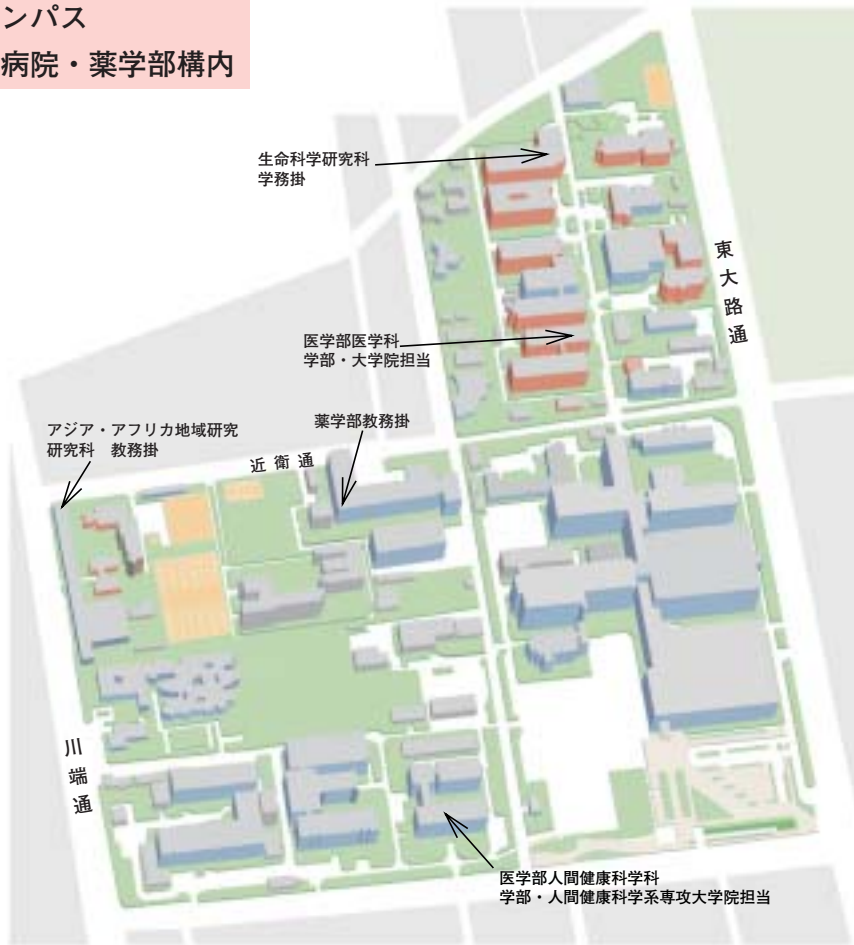 ンパス
病院・薬学部構内
生命科学研究科
学務掛
東大路通
医学部医学科
学部・大学院担当
薬学部教務掛
アジア・アフリカ地域研究
研究科　教務掛
近衛通
川端通
医学部人間健康科学科
学部・人間健康科学系専攻大学院担当